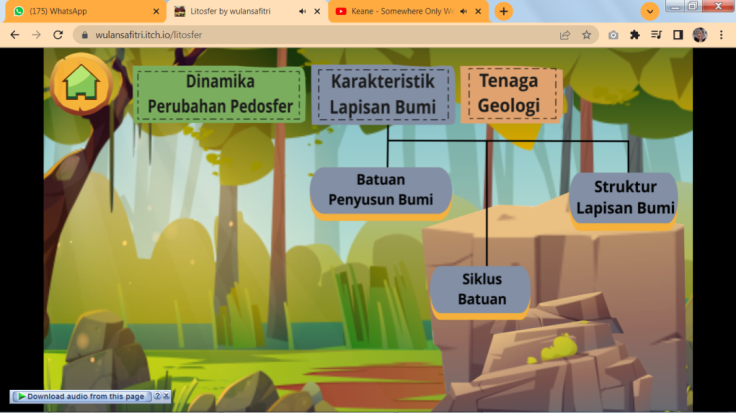 (175) WhatsApp
Litosfer by wulansafitri
Keane - Somewhere Only W
wulansafitri.itch.io/litosfer
Dinamika
Perubahan Pedosfer
Karakteristik
Lapisan Bumi
Tenaga
Geologi
Batuan
Penyusun Bumi
Struktur
Lapisan Bumi
Siklus
Batuan
Download audio from this page